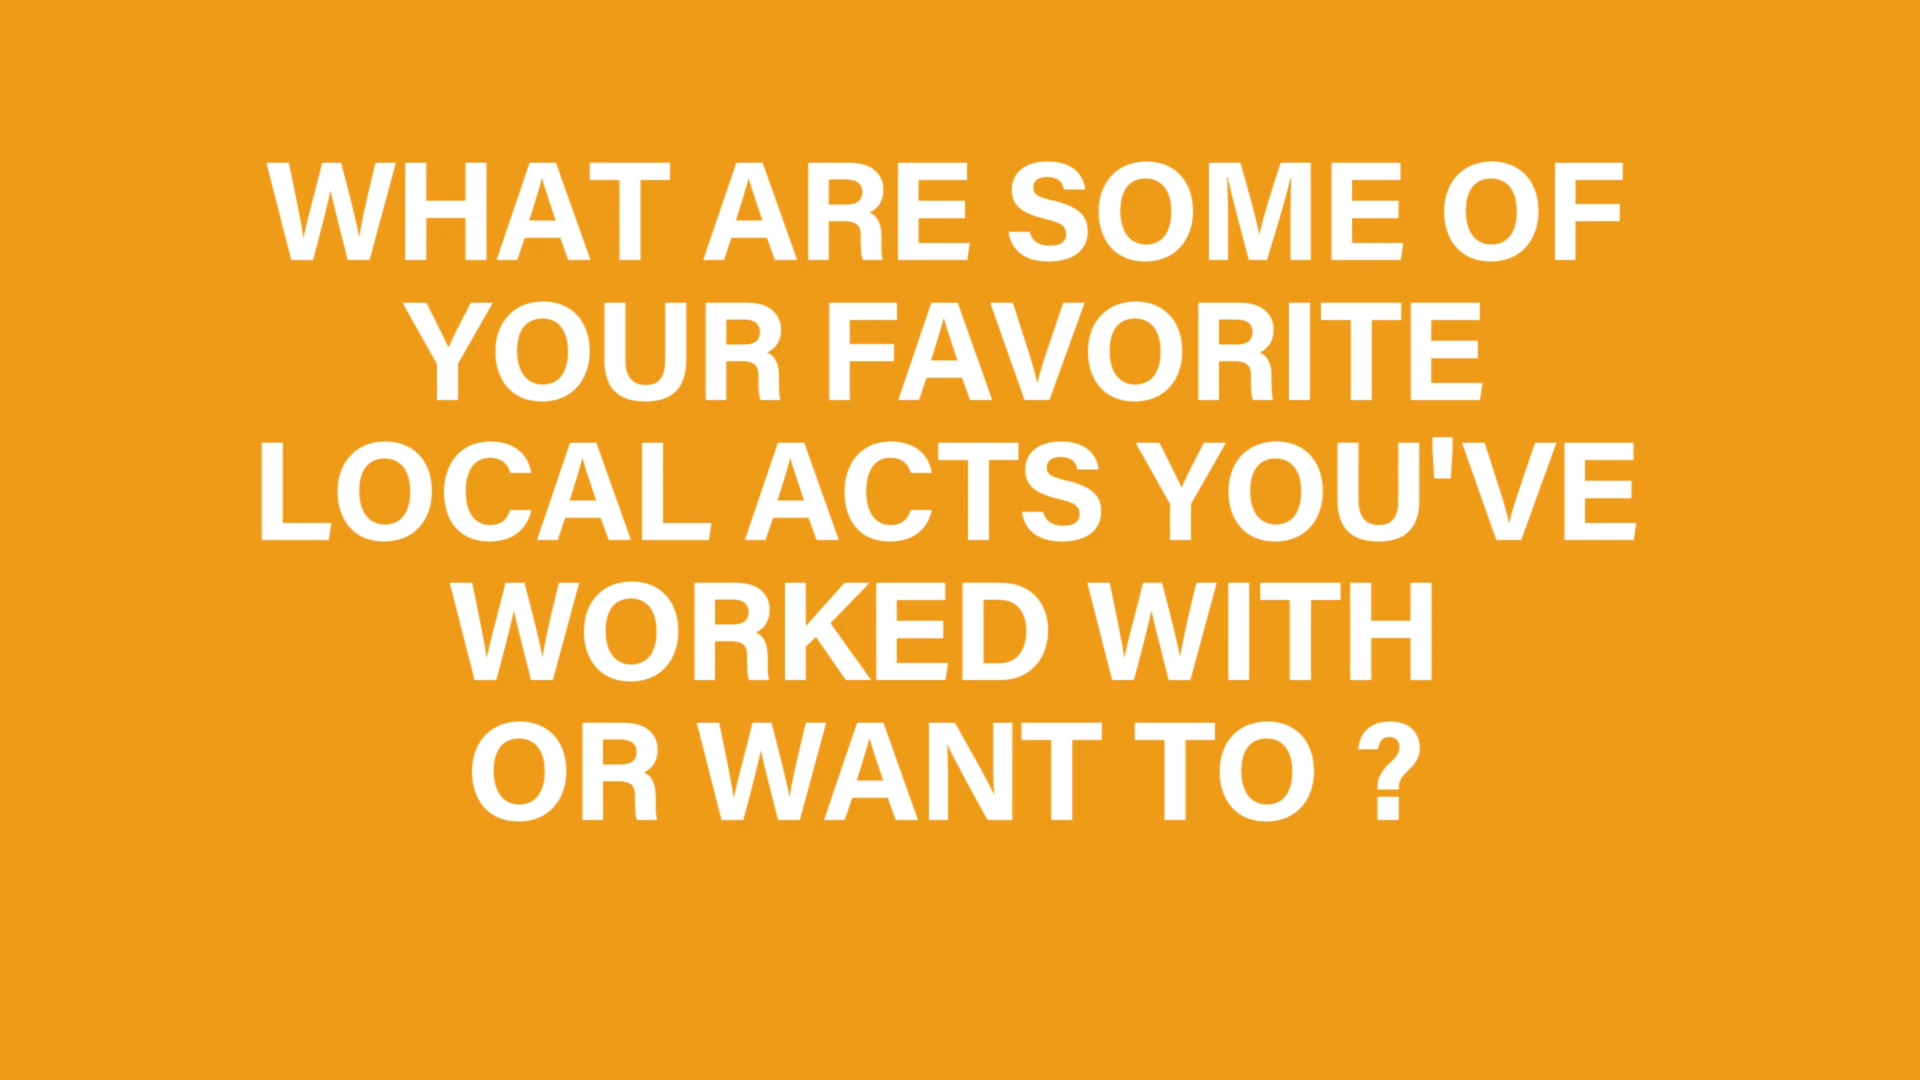 WHAT ARE SOME OF
YOUR FAVORITE
LOCAL ACTS YOU'VE
WORKED WITH
OR WANT TO ?